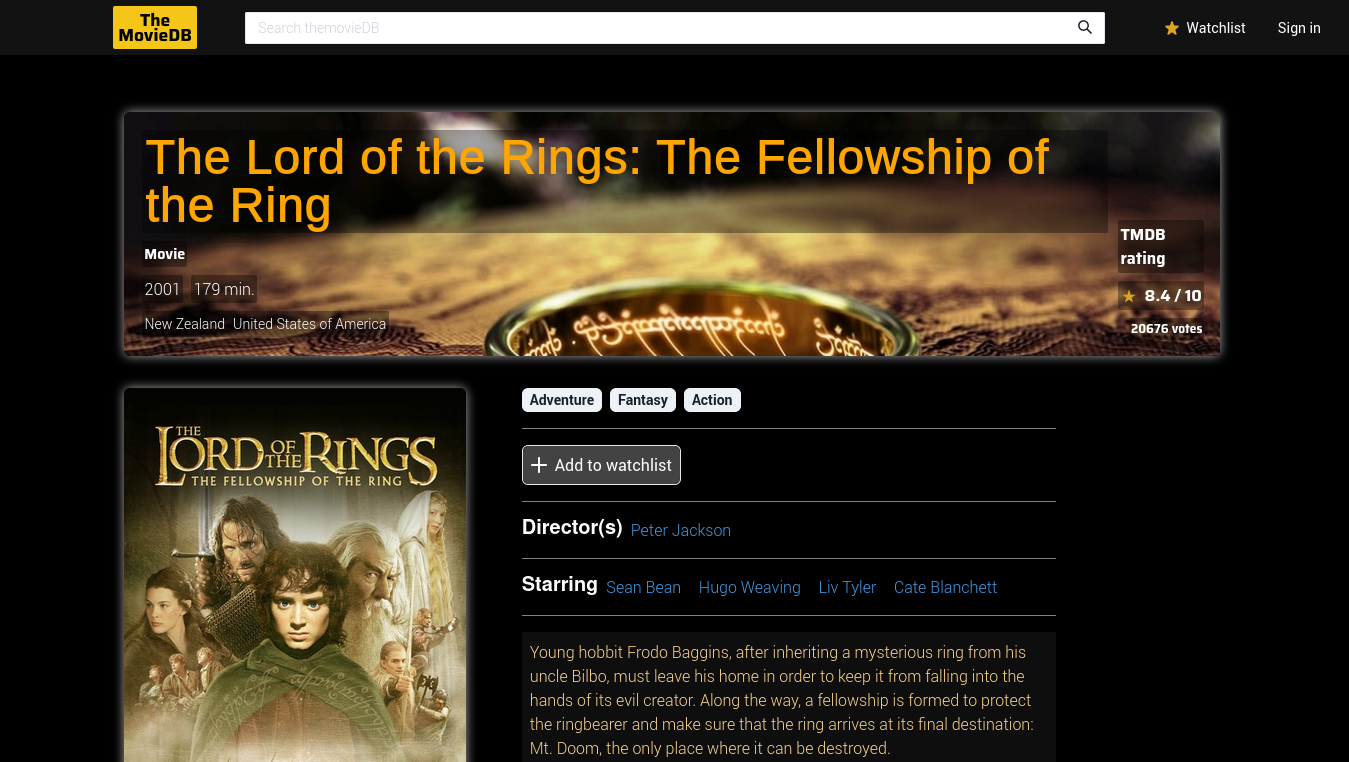 The
MovieDB
Search themovieDB
Watchlist
Sign in
The Lord of the Rings: The Fellowship of
the Ring
Movie
2001 179 min.
New Zealand United States of America
TMDB
rating
8.4 / 10
20676 votes
THE
LORD OF THE RINGS
THE FELLOWSHIP OF THE RING
Adventure Fantasy Action
Add to watchlist
Director(s) Peter Jackson
Starring Sean Bean Hugo Weaving Liv Tyler Cate Blanchett
Young hobbit Frodo Baggins, after inheriting a mysterious ring from his
uncle Bilbo, must leave his home in order to keep it from falling into the
hands of its evil creator. Along the way, a fellowship is formed to protect
the ringbearer and make sure that the ring arrives at its final destination:
Mt. Doom, the only place where it can be destroyed.